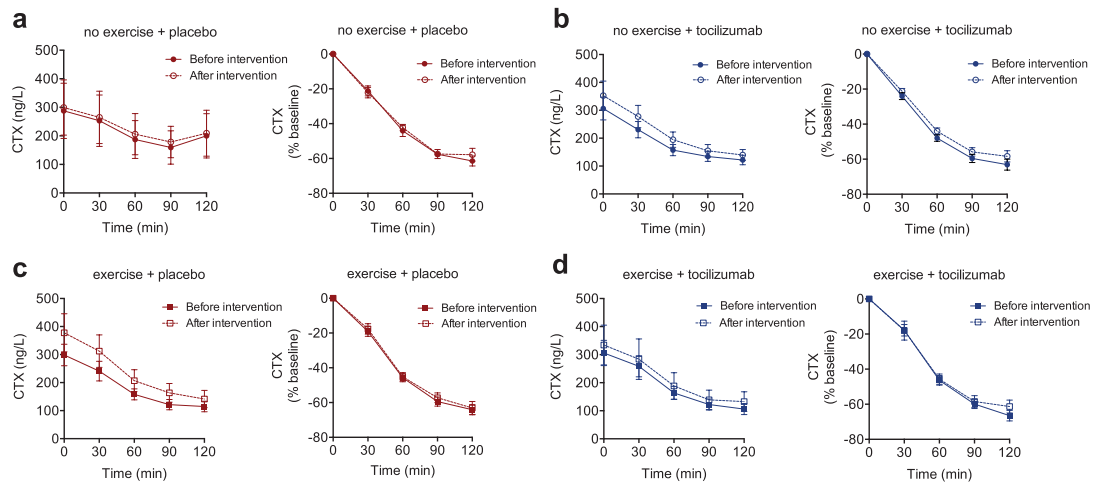 a
no exercise + placebo
CTX (ng/L)
500
400
300
200
100
0
0 30 60 90 120
Time (min)
Before intervention
After intervention
no exercise + placebo
CTX
(% baseline)
0
-20
-40
-60
-80
0 30 60 90 120
Time (min)
Before intervention
After intervention
b
no exercise + tocilizumab
CTX (ng/L)
500
400
300
200
100
0
0 30 60 90 120
Time (min)
Before intervention
After intervention
no exercise + tocilizumab
CTX
(% baseline)
0
-20
-40
-60
-80
0 30 60 90 120
Time (min)
Before intervention
After intervention
c
exercise + placebo
CTX (ng/L)
500
400
300
200
100
0
0 30 60 90 120
Time (min)
Before intervention
After intervention
exercise + placebo
CTX
(% baseline)
0
-20
-40
-60
-80
0 30 60 90 120
Time (min)
Before intervention
After intervention
d
exercise + tocilizumab
CTX (ng/L)
500
400
300
200
100
0
0 30 60 90 120
Time (min)
Before intervention
After intervention
exercise + tocilizumab
CTX
(% baseline)
0
-20
-40
-60
-80
0 30 60 90 120
Time (min)
Before intervention
After intervention